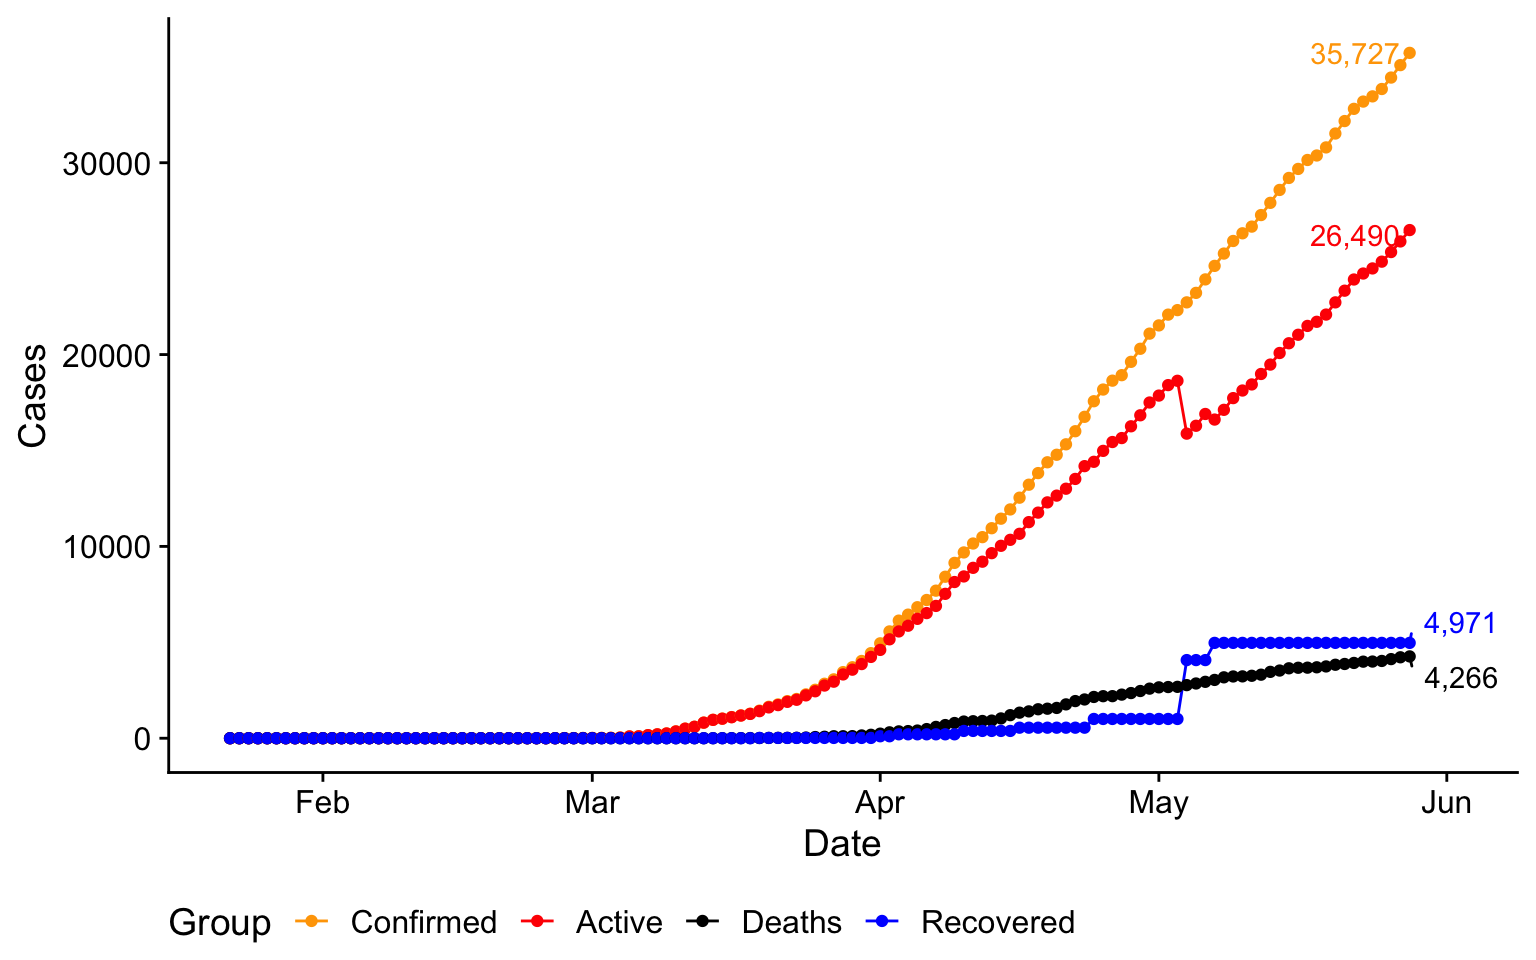 35,727
30000
26,490
20000
Cases
10000
4,971
4,266
0
Feb Mar Apr May Jun
Date
Group Confirmed Active Deaths Recovered